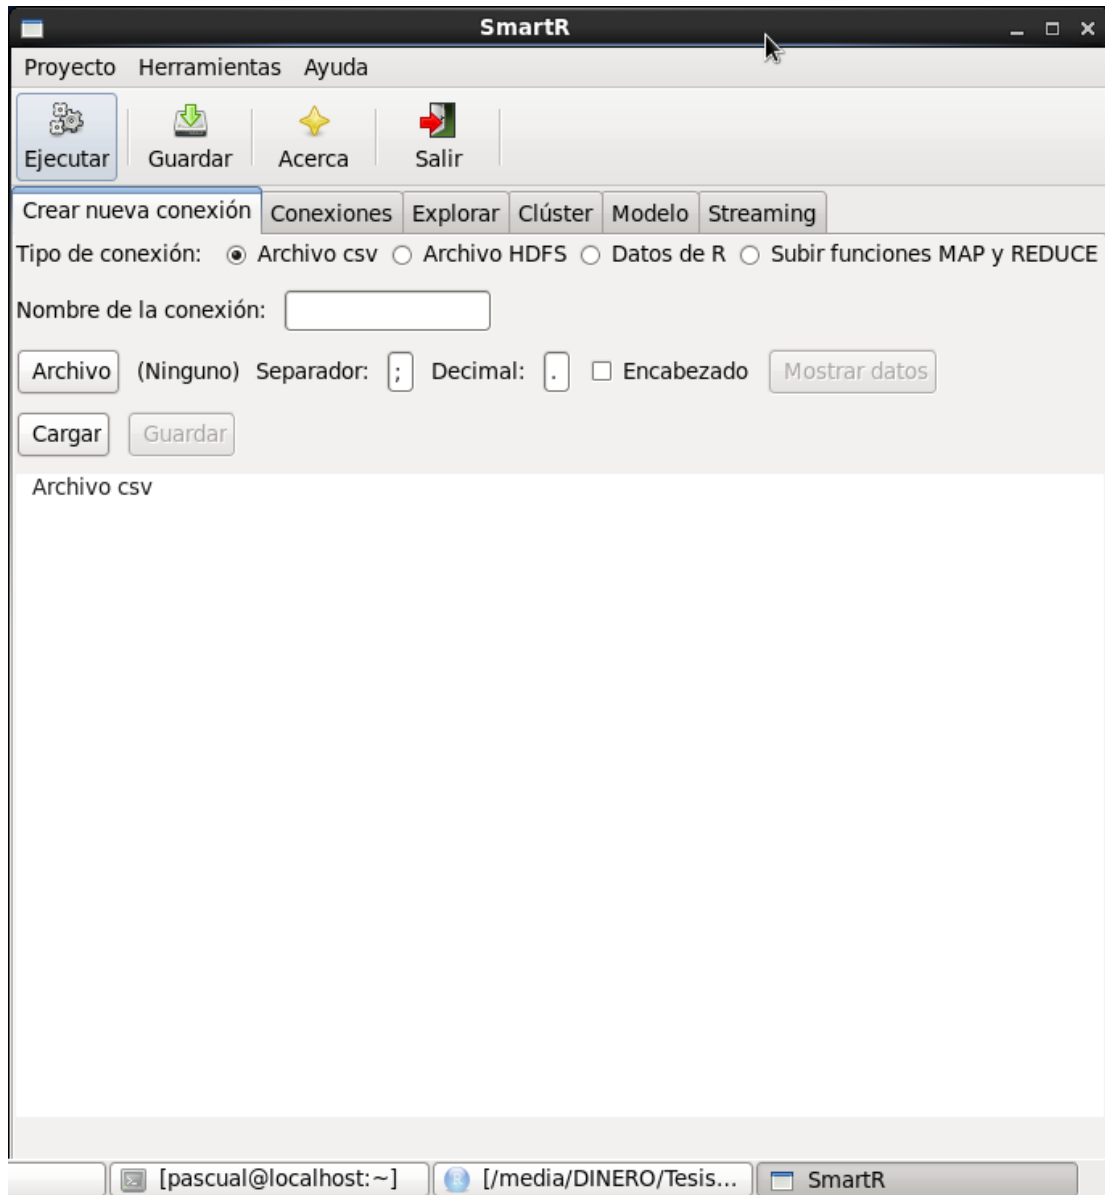 SmartR
Proyecto Herramientas Ayuda
Ejecutar Guardar Acerca Salir
Crear nueva conexión Conexiones Explorar Clúster Modelo Streaming
Tipo de conexión: Archivo csv Archivo HDFS Datos de R Subir funciones MAP y REDUCE
Nombre de la conexión:
Archivo (Ninguno) Separador: ; Decimal: . Encabezado Mostrar datos
Cargar Guardar
Archivo csv
[pascual@localhost:~] [/media/DINERO/Tesis... SmartR